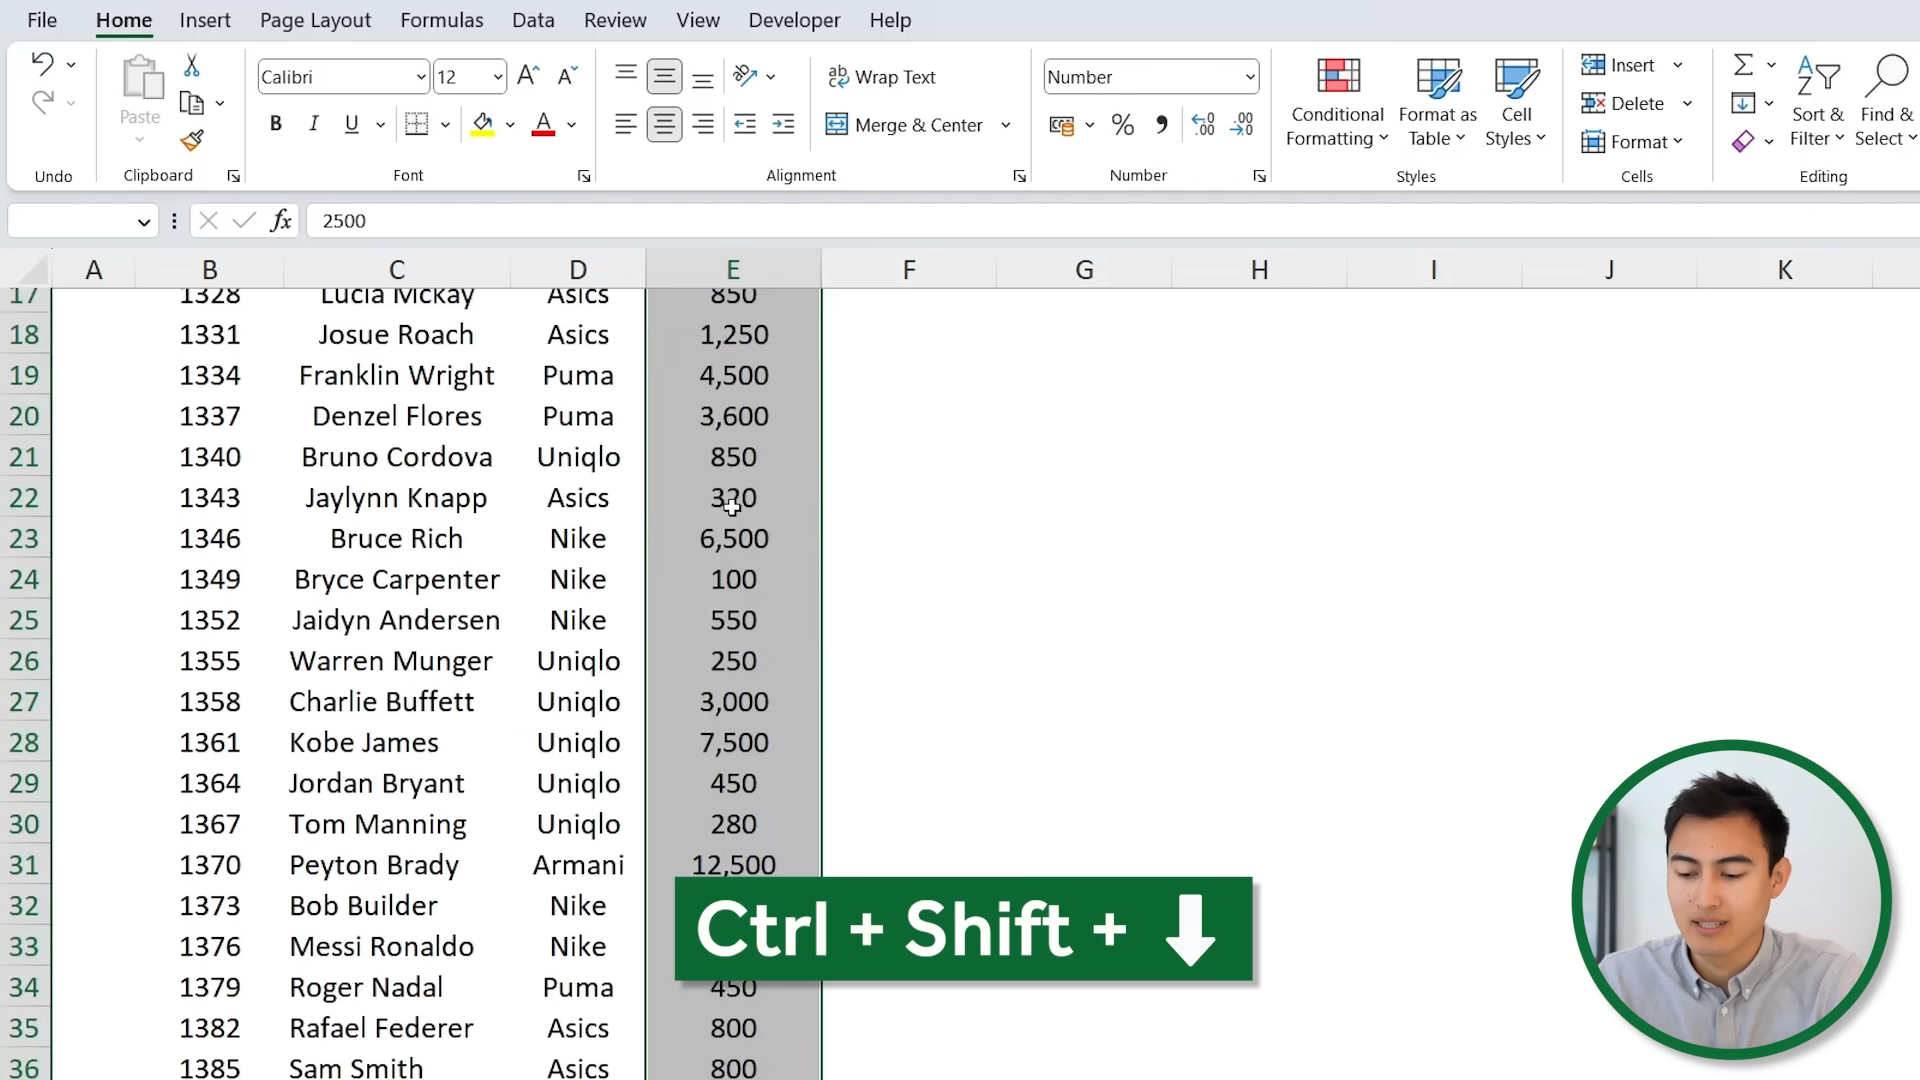 File Home Insert Page Layout Formulas Data Review View Developer Help
Calibri 12 A A Wrap Text Number Insert
Paste Conditional Formatting Format as Table Cell Styles Delete Sort & Filter Find & Select
B I U A Merge & Center % Format
Undo Clipboard Font Alignment Number Styles Cells Editing
fx 2500
A B C D E F G H I J K
17 1328 Lucia Mckay Asics 850
18 1331 Josue Roach Asics 1,250
19 1334 Franklin Wright Puma 4,500
20 1337 Denzel Flores Puma 3,600
21 1340 Bruno Cordova Uniqlo 850
22 1343 Jaylynn Knapp Asics
23 1346 Bruce Rich Nike 6,500
24 1349 Bryce Carpenter Nike 100
25 1352 Jaidyn Andersen Nike 550
26 1355 Warren Munger Uniqlo 250
27 1358 Charlie Buffett Uniqlo 3,000
28 1361 Kobe James Uniqlo 7,500
29 1364 Jordan Bryant Uniqlo 450
30 1367 Tom Manning Uniqlo 280
31 1370 Peyton Brady Armani 12,500
32 1373 Bob Builder Nike
33 1376 Messi Ronaldo Nike
Ctrl + Shift +
34 1379 Roger Nadal Puma 450
35 1382 Rafael Federer Asics 800
36 1385 Sam Smith Asics 800